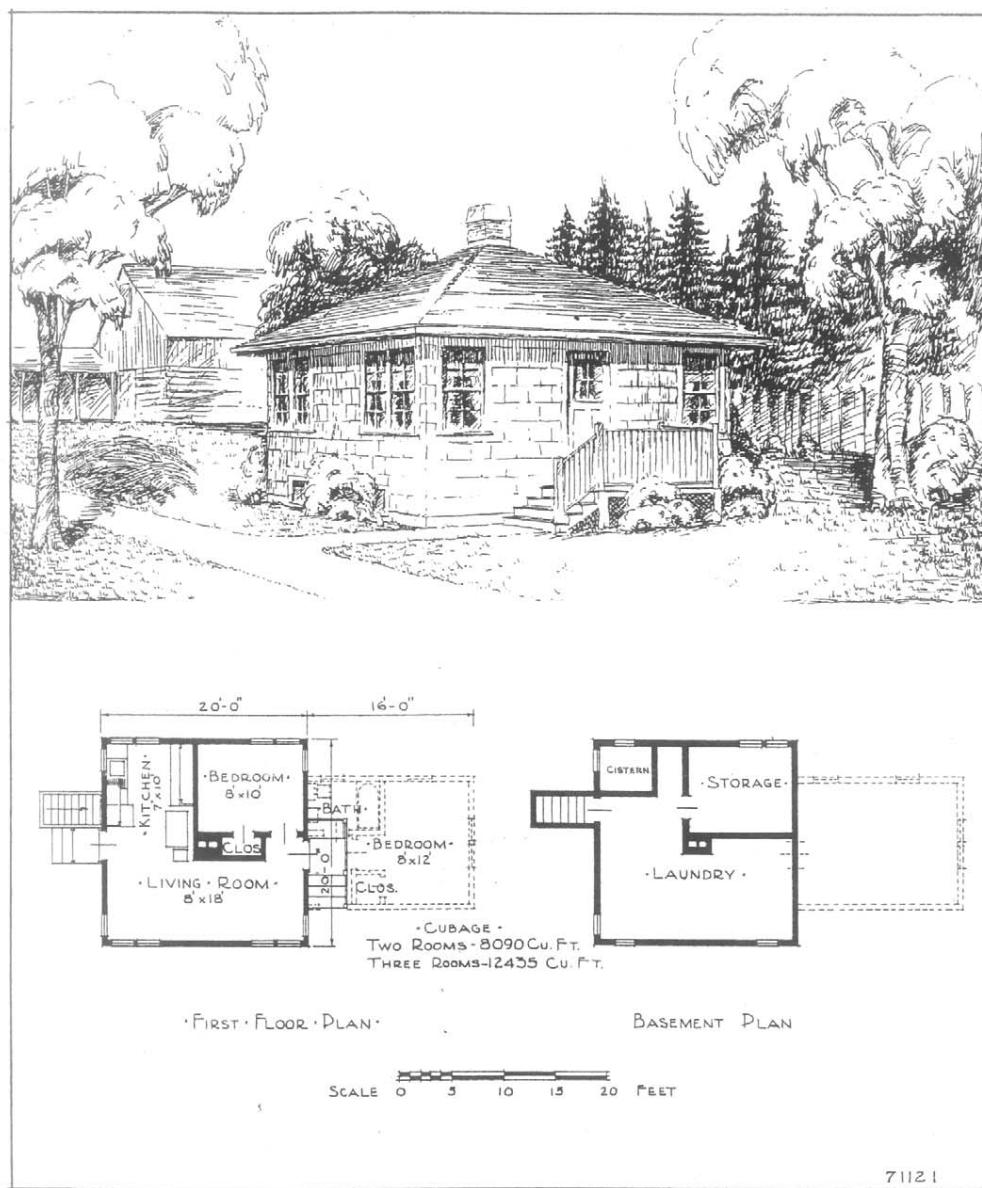 20'-0"
16'-0"
KITCHEN
7'x10'
·BEDROOM·
8'x10'
·BATH·
·BEDROOM
8'x12'
CLOS.
CLOS.
20'-0"
·LIVING·ROOM·
8'x18'
CISTERN
·STORAGE·
·LAUNDRY·
·CUBAGE·
TWO ROOMS-8090 CU. FT.
THREE ROOMS-12435 CU. FT.
·FIRST·FLOOR·PLAN·
BASEMENT PLAN
SCALE 0 5 10 15 20 FEET
71121